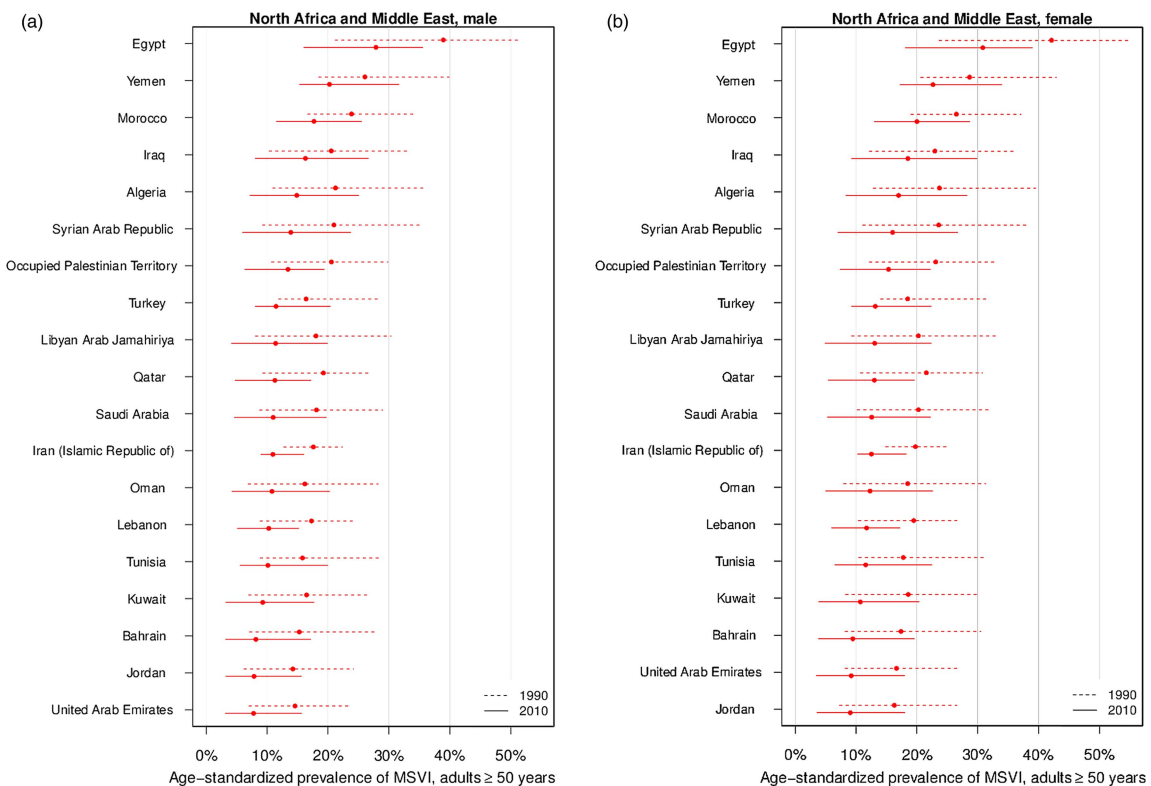 (a)
North Africa and Middle East, male
Egypt
Yemen
Morocco
Iraq
Algeria
Syrian Arab Republic
Occupied Palestinian Territory
Turkey
Libyan Arab Jamahiriya
Qatar
Saudi Arabia
Iran (Islamic Republic of)
Oman
Lebanon
Tunisia
Kuwait
Bahrain
Jordan
United Arab Emirates
1990
2010
0% 10% 20% 30% 40% 50%
Age−standardized prevalence of MSVI, adults ≥ 50 years
(b)
North Africa and Middle East, female
Egypt
Yemen
Morocco
Iraq
Algeria
Syrian Arab Republic
Occupied Palestinian Territory
Turkey
Libyan Arab Jamahiriya
Qatar
Saudi Arabia
Iran (Islamic Republic of)
Oman
Lebanon
Tunisia
Kuwait
Bahrain
United Arab Emirates
Jordan
1990
2010
0% 10% 20% 30% 40% 50%
Age−standardized prevalence of MSVI, adults ≥ 50 years